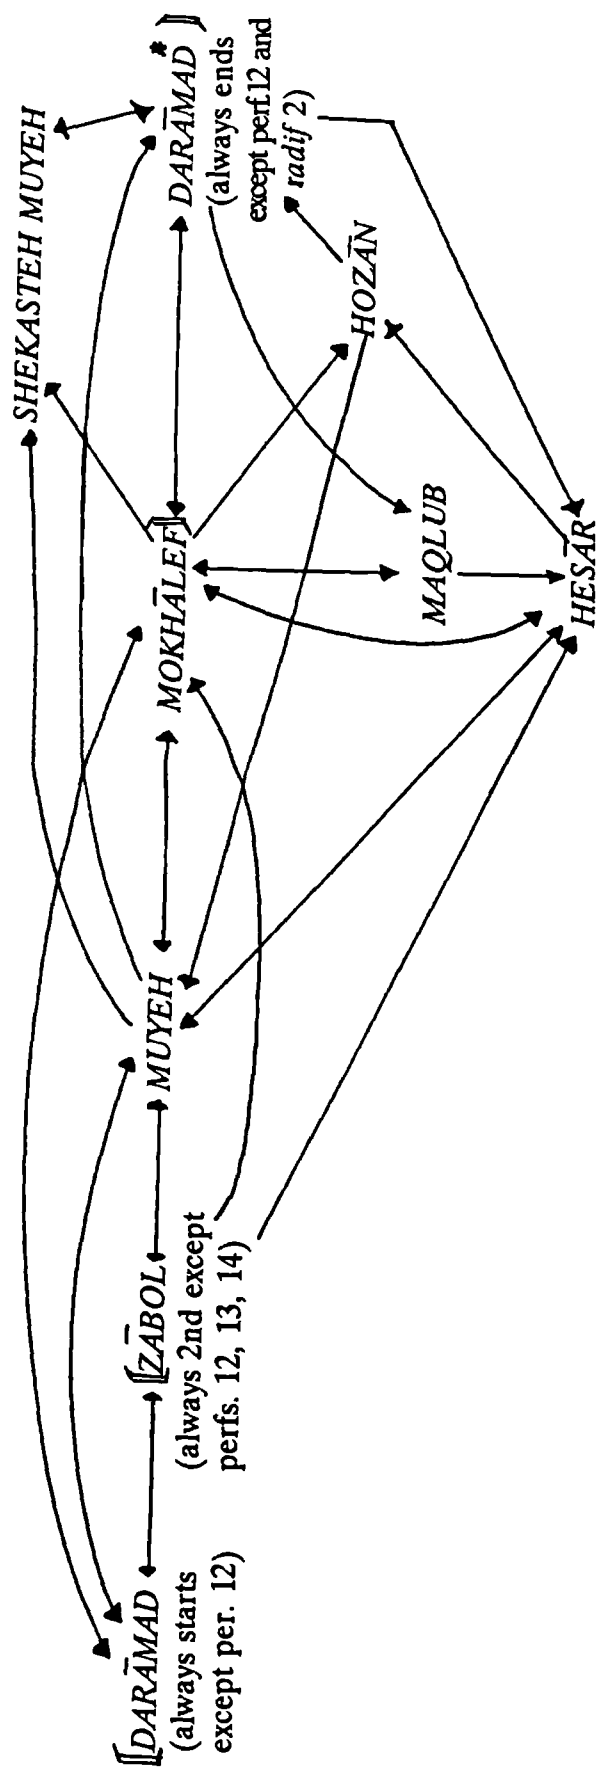 SHEKASTEH MUYEH
[[DARĀMAD
(always starts
except per. 12)
[[ZĀBOL
(always 2nd except
perfs. 12, 13, 14)
MUYEH
MOKHĀLEF]]
DARĀMAD* ]]
(always ends
except perf.12 and
radif 2)
HOZĀN
MAQLUB
HESĀR